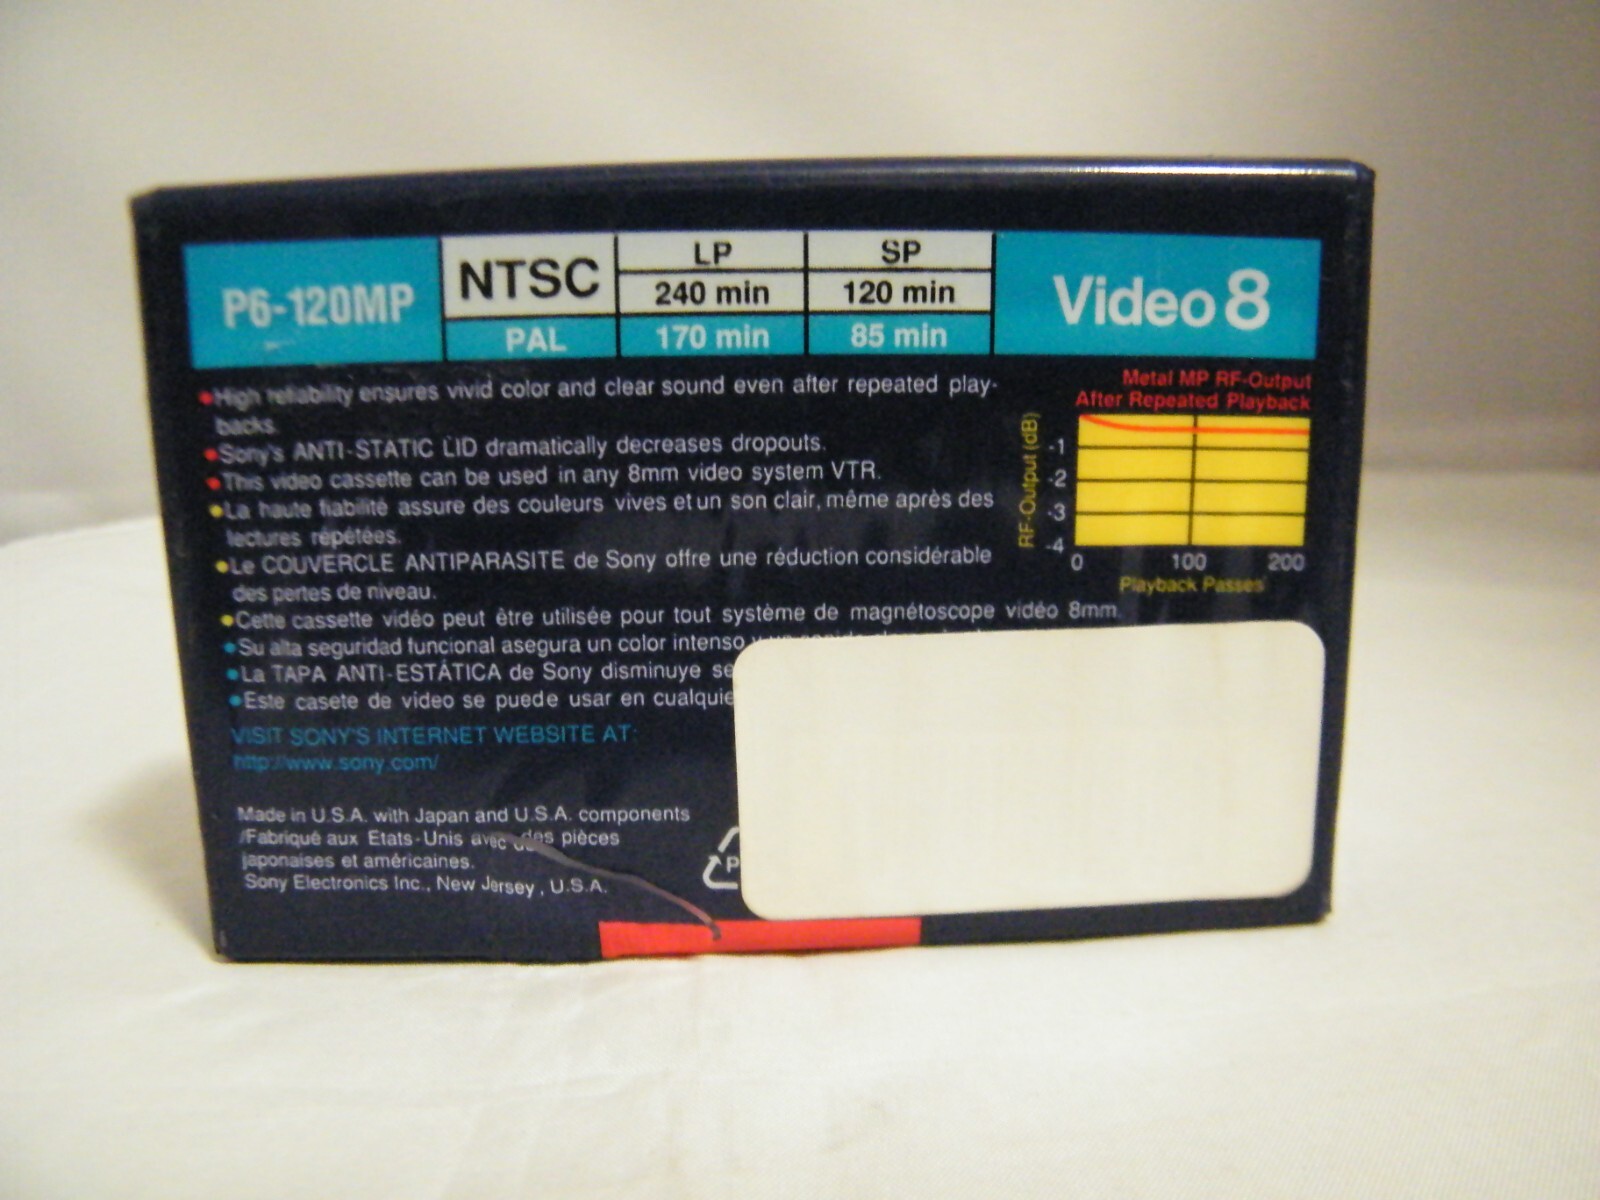 P6-120MP
NTSC
LP
SP
240 min
120 min
PAL
170 min
85 min
Video 8
•High reliability ensures vivid color and clear sound even after repeated play-
backs.
•Sony's ANTI-STATIC LID dramatically decreases dropouts.
•This video cassette can be used in any 8mm video system VTR.
•La haute fiabilité assure des couleurs vives et un son clair, même après des
lectures répétées.
•Le COUVERCLE ANTIPARASITE de Sony offre une réduction considérable
des pertes de niveau.
•Cette cassette vidéo peut être utilisée pour tout système de magnétoscope vidéo 8mm.
•Su alta seguridad funcional asegura un color intenso y un
•La TAPA ANTI-ESTÁTICA de Sony disminuye se
•Este casete de video se puede usar en cualquie
VISIT SONY'S INTERNET WEBSITE AT:
http://www.sony.com/
Made in U.S.A. with Japan and U.S.A. components
/Fabriqué aux Etats-Unis avec des pièces
japonaises et américaines.
Sony Electronics Inc., New Jersey, U.S.A.
P
Metal MP RF-Output
After Repeated Playback
RF-Output (dB)
-1
-2
-3
-4
0 100 200
Playback Passes